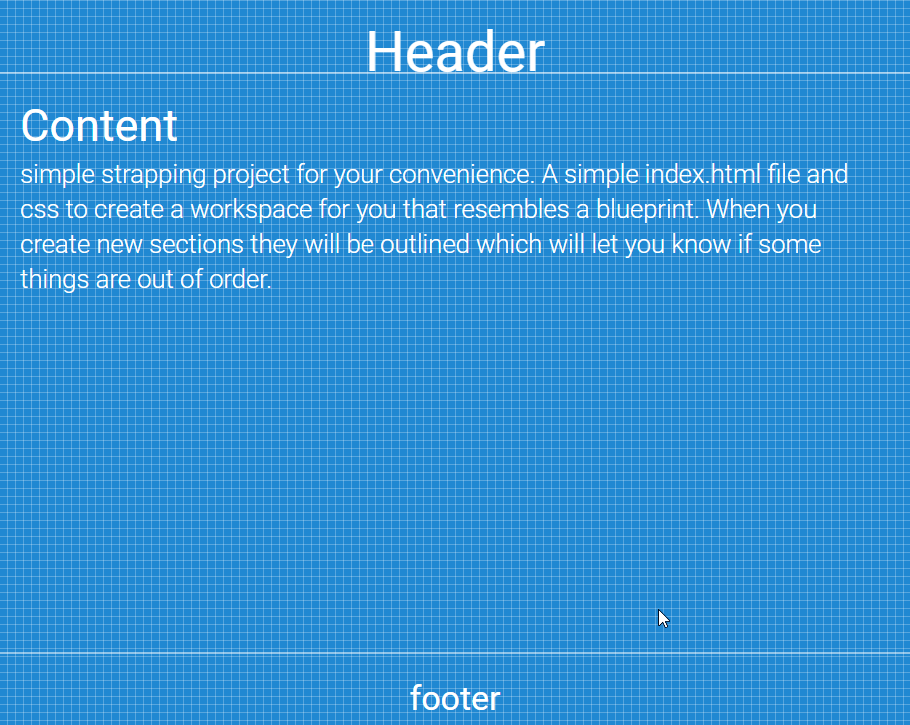 Header
Content
simple strapping project for your convenience. A simple index.html file and
css to create a workspace for you that resembles a blueprint. When you
create new sections they will be outlined which will let you know if some
things are out of order.
footer